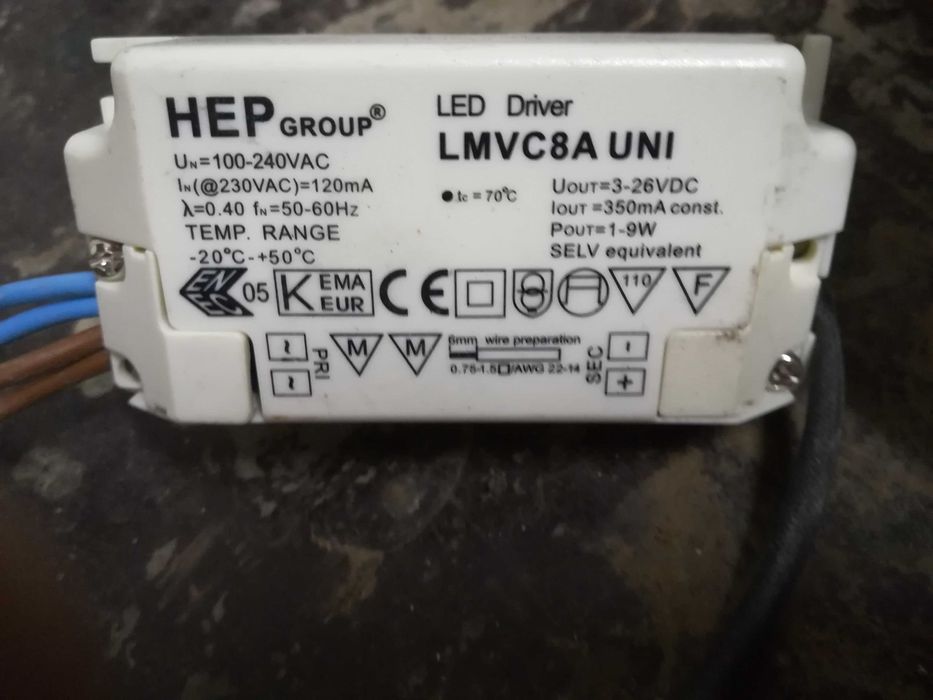 HEP GROUP®
UN=100-240VAC
IN(@230VAC)=120mA
λ=0.40 fN=50-60Hz
TEMP. RANGE
-20°C-+50°C
LED Driver
LMVC8A UNI
tc = 70°C
UOUT=3-26VDC
IOUT =350mA const.
POUT=1-9W
SELV equivalent
EN EC 05 K EMA EUR CE 110 F
~ ~ PRI M M
6mm wire preparation
0.75-1.5□/AWG 22-14
SEC - +